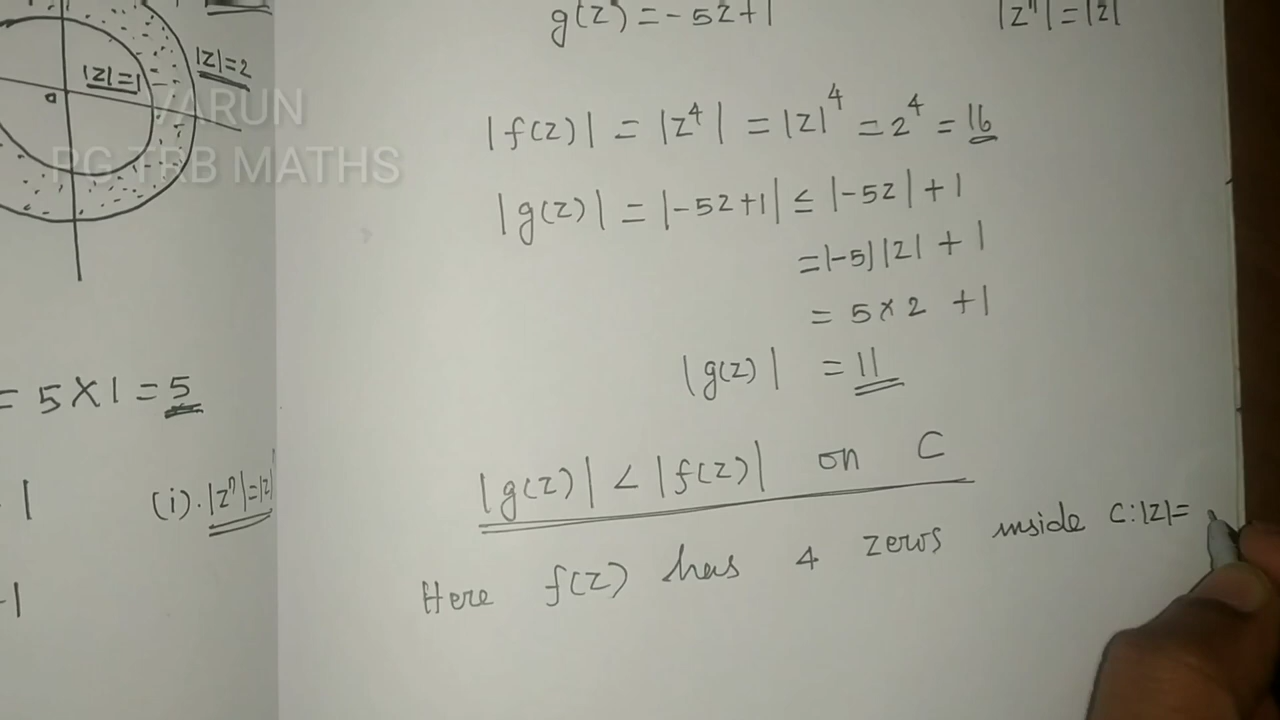 g(z) = -5z+1
|zⁿ| = |z|
|z|=2
|z|=1
VARUN
PG TRB MATHS
|f(z)| = |z⁴| = |z|⁴ = 2⁴ = 16
|g(z)| = |-5z+1| ≤ |-5z|+1
= |-5||z| + 1
= 5×2 +1
|g(z)| = 11
= 5×1 = 5
|g(z)| < |f(z)| on C
(i). |zⁿ|=|z|
Here f(z) has 4 zeros inside C:|z|=